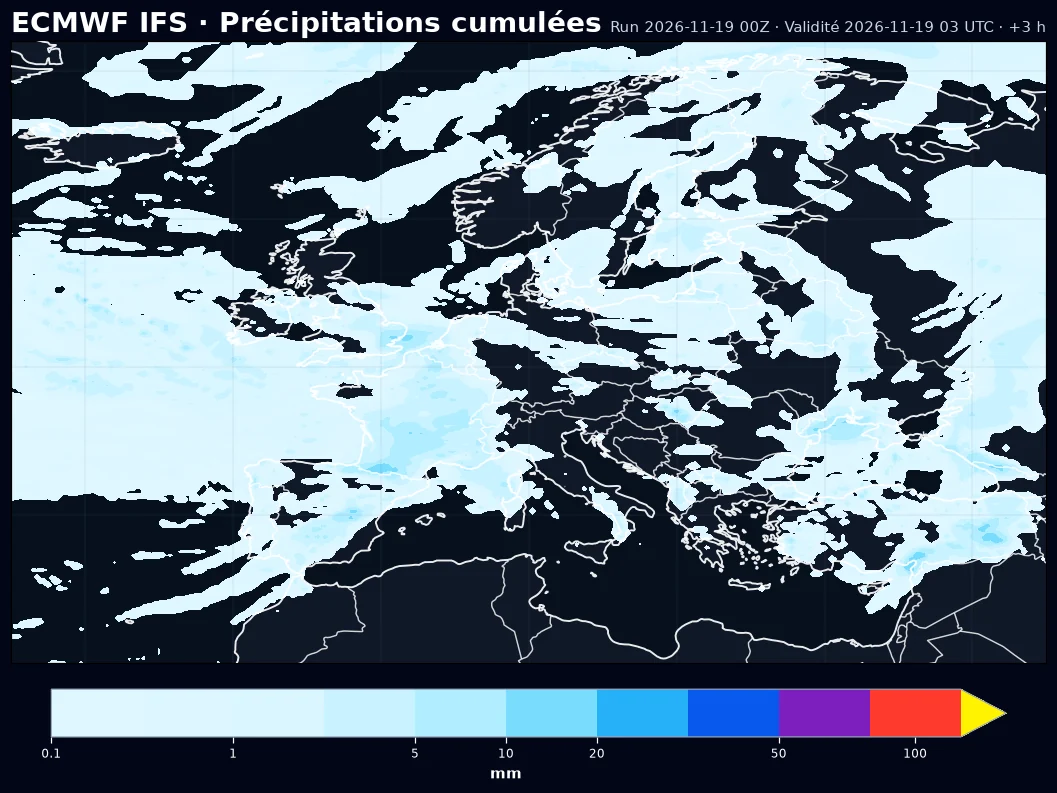 ECMWF IFS · Précipitations cumulées Run 2026-11-19 00Z · Validité 2026-11-19 03 UTC · +3 h
0.1 1 5 10 20 50 100
mm